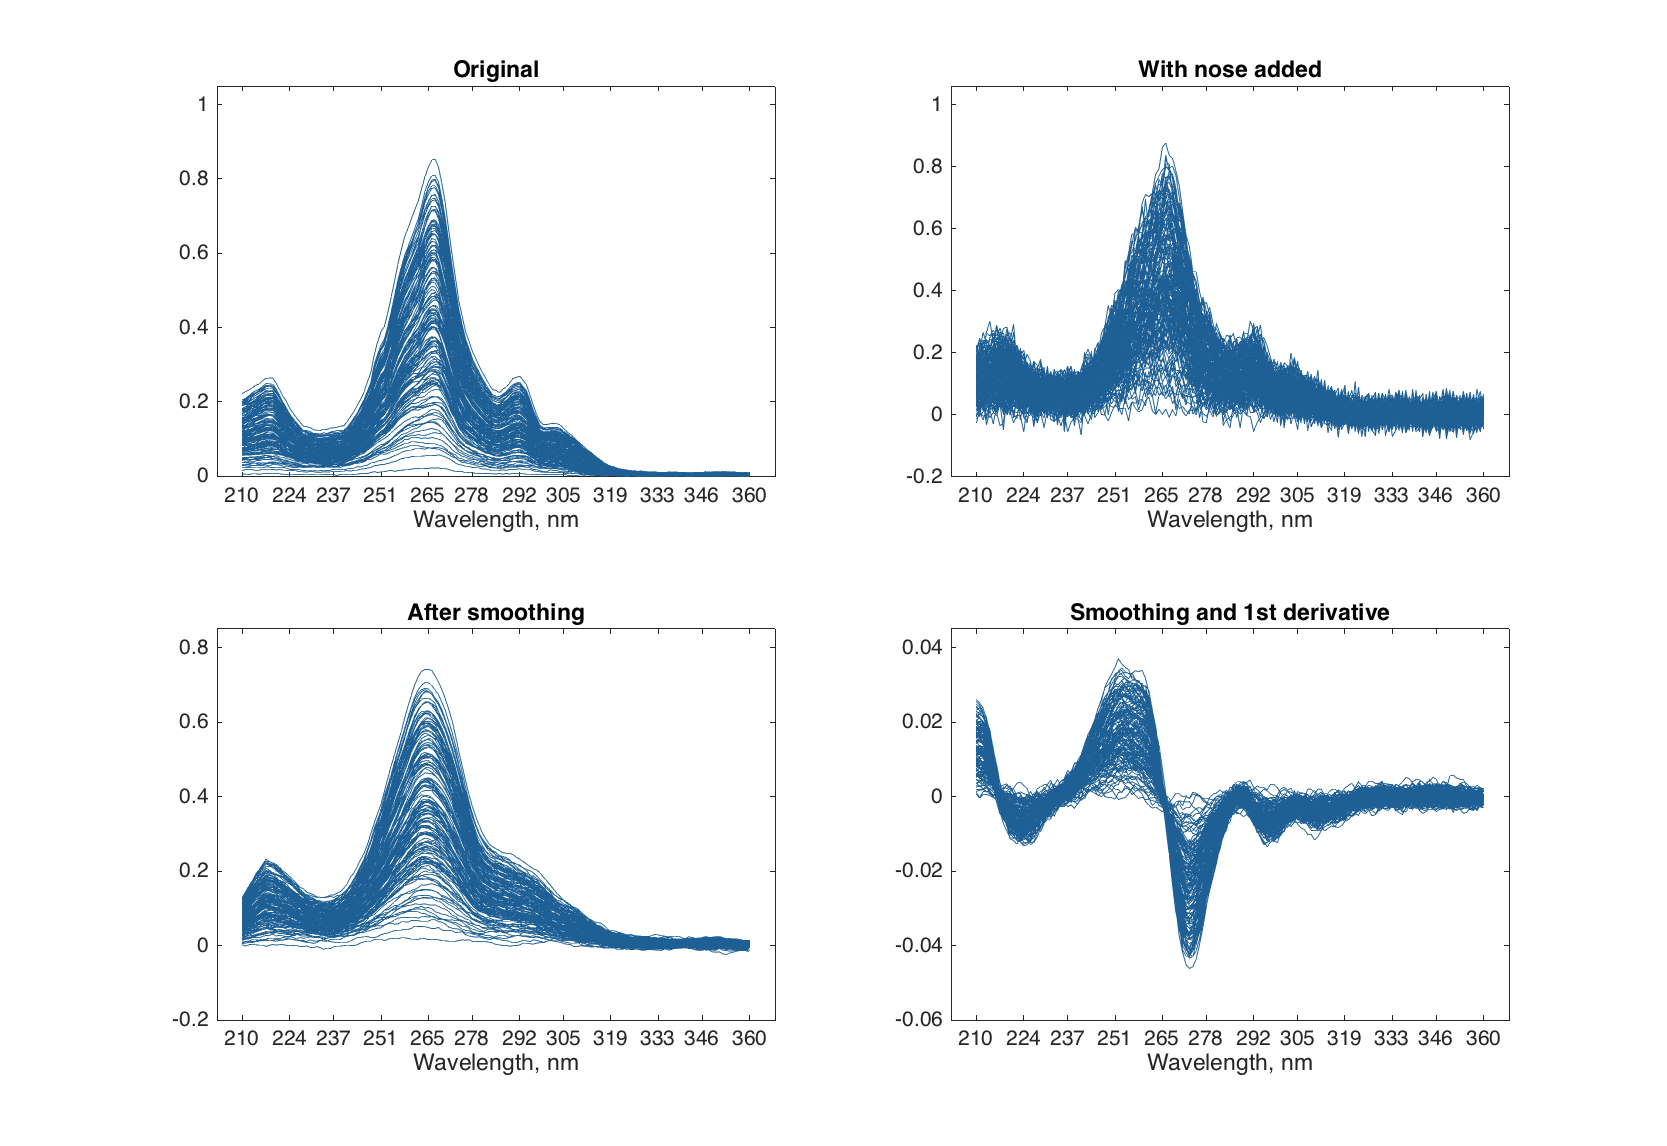 Original
1
0.8
0.6
0.4
0.2
0
210 224 237 251 265 278 292 305 319 333 346 360
Wavelength, nm
With nose added
1
0.8
0.6
0.4
0.2
0
-0.2
210 224 237 251 265 278 292 305 319 333 346 360
Wavelength, nm
After smoothing
0.8
0.6
0.4
0.2
0
-0.2
210 224 237 251 265 278 292 305 319 333 346 360
Wavelength, nm
Smoothing and 1st derivative
0.04
0.02
0
-0.02
-0.04
-0.06
210 224 237 251 265 278 292 305 319 333 346 360
Wavelength, nm